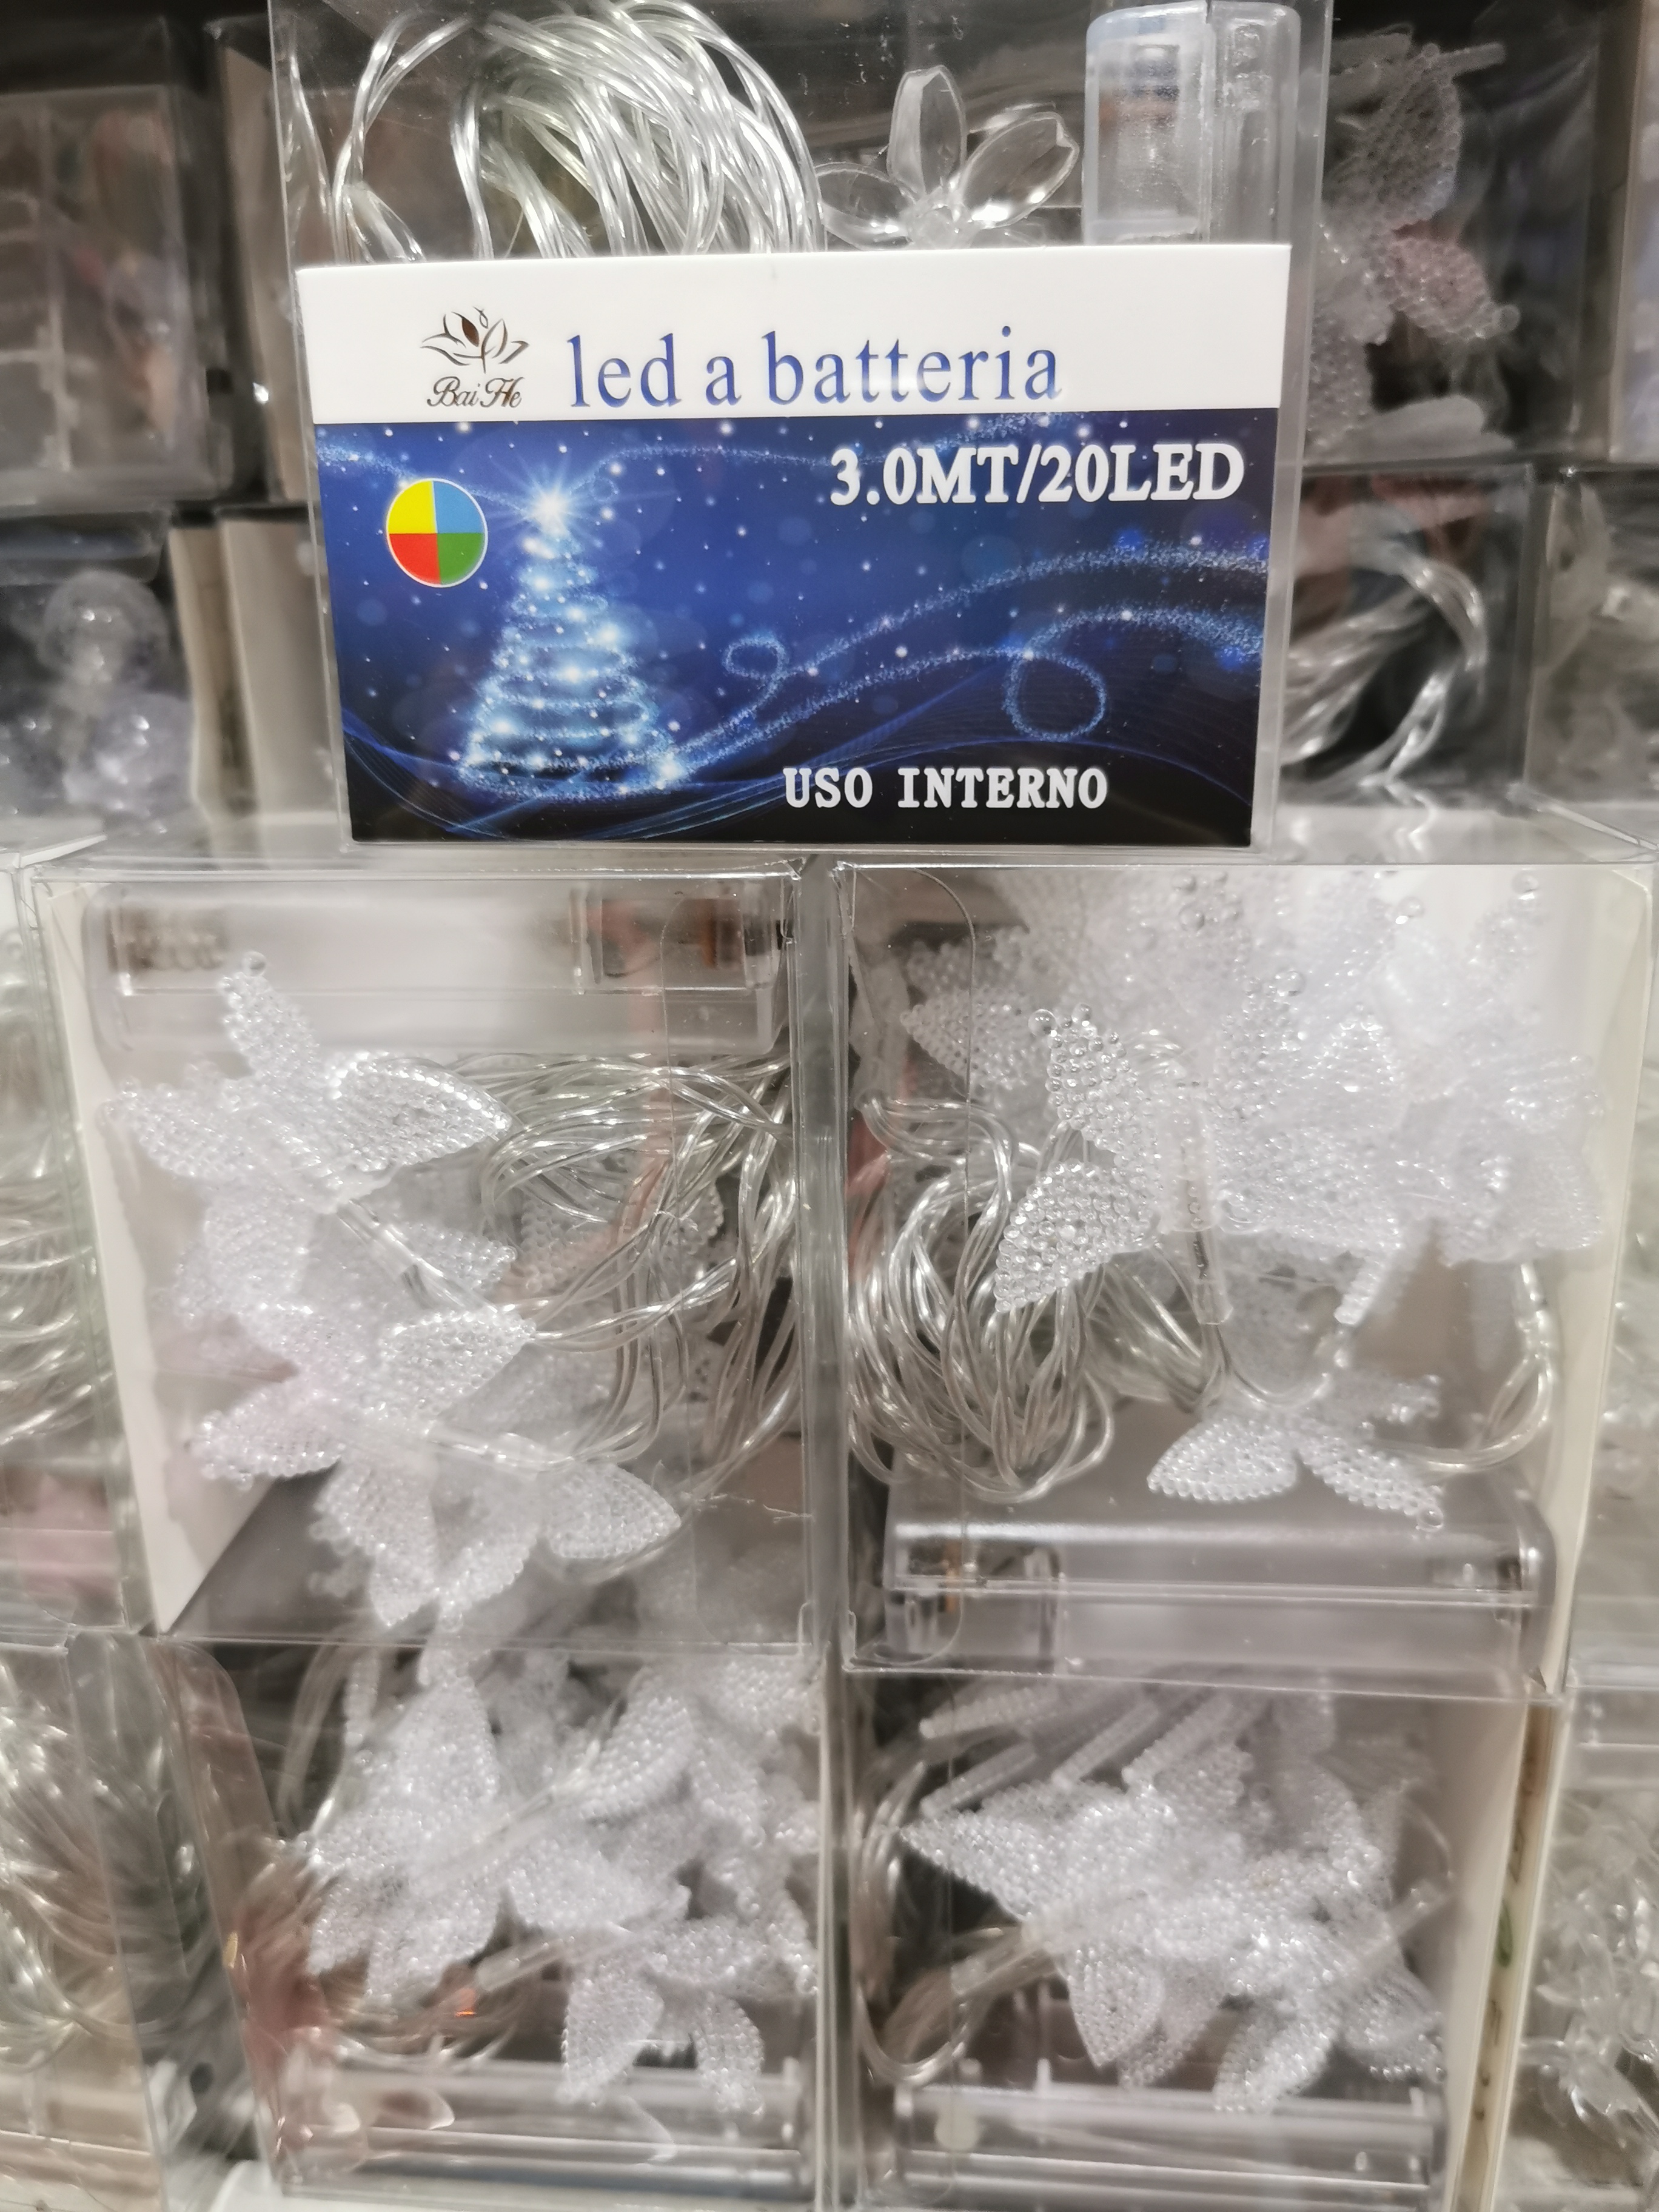 Bai He
led a batteria
3.0MT/20LED
USO INTERNO